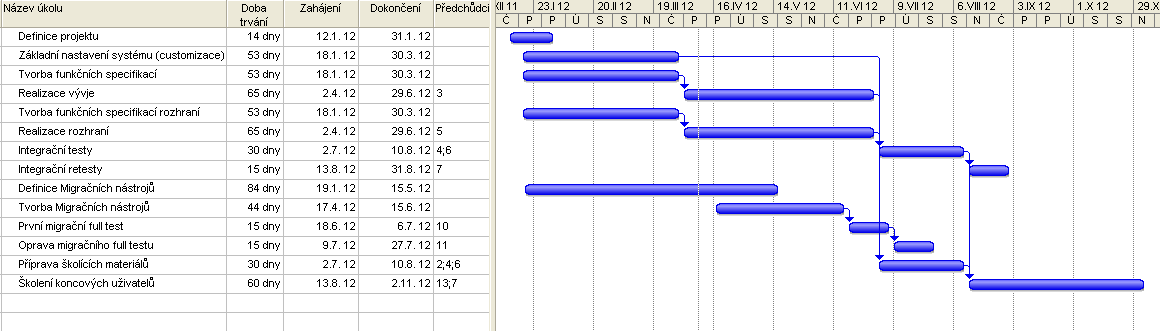 Název úkolu Doba trvání Zahájení Dokončení Předchůdci XII 11 23.I 12 20.II 12 19.III 12 16.IV 12 14.V 12 11.VI 12 9.VII 12 6.VIII 12 3.IX 12 1.X 12 29.X
Č P P Ú S S N Č P P Ú S S N Č P P Ú S S N Č P P Ú S S N
Definice projektu 14 dny 12.1. 12 31.1. 12
Základní nastavení systému (customizace) 53 dny 18.1. 12 30.3. 12
Tvorba funkčních specifikací 53 dny 18.1. 12 30.3. 12
Realizace vývje 65 dny 2.4. 12 29.6. 12 3
Tvorba funkčních specifikací rozhraní 53 dny 18.1. 12 30.3. 12
Realizace rozhraní 65 dny 2.4. 12 29.6. 12 5
Integrační testy 30 dny 2.7. 12 10.8. 12 4;6
Integrační retesty 15 dny 13.8. 12 31.8. 12 7
Definice Migračních nástrojů 84 dny 19.1. 12 15.5. 12
Tvorba Migračních nástrojů 44 dny 17.4. 12 15.6. 12
První migrační full test 15 dny 18.6. 12 6.7. 12 10
Oprava migračního full testu 15 dny 9.7. 12 27.7. 12 11
Příprava školících materiálů 30 dny 2.7. 12 10.8. 12 2;4;6
Školení koncových uživatelů 60 dny 13.8. 12 2.11. 12 13;7